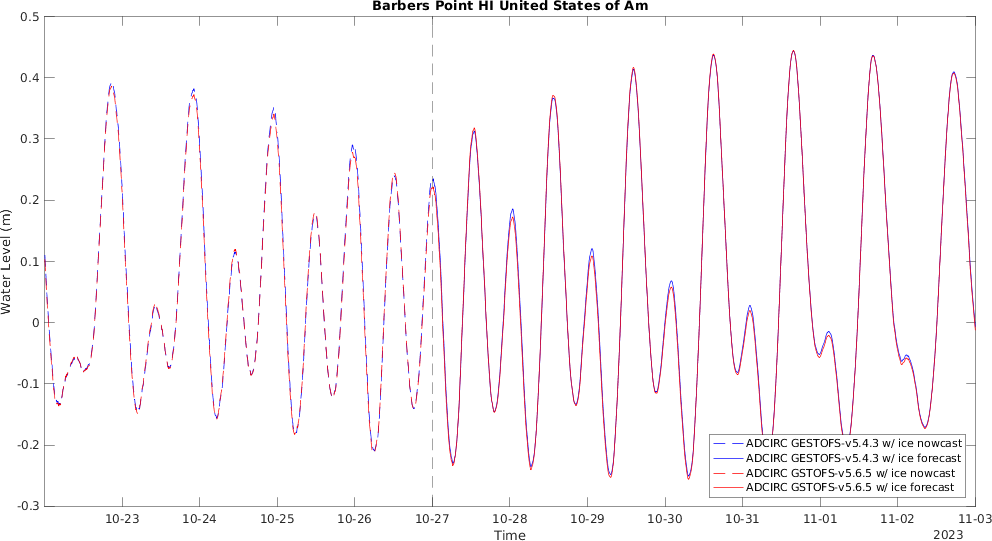 Barbers Point HI United States of Am
Water Level (m)
0.5
0.4
0.3
0.2
0.1
0
-0.1
-0.2
-0.3
ADCIRC GESTOFS-v5.4.3 w/ ice nowcast
ADCIRC GESTOFS-v5.4.3 w/ ice forecast
ADCIRC GSTOFS-v5.6.5 w/ ice nowcast
ADCIRC GSTOFS-v5.6.5 w/ ice forecast
10-23 10-24 10-25 10-26 10-27 10-28 10-29 10-30 10-31 11-01 11-02 11-03
Time
2023